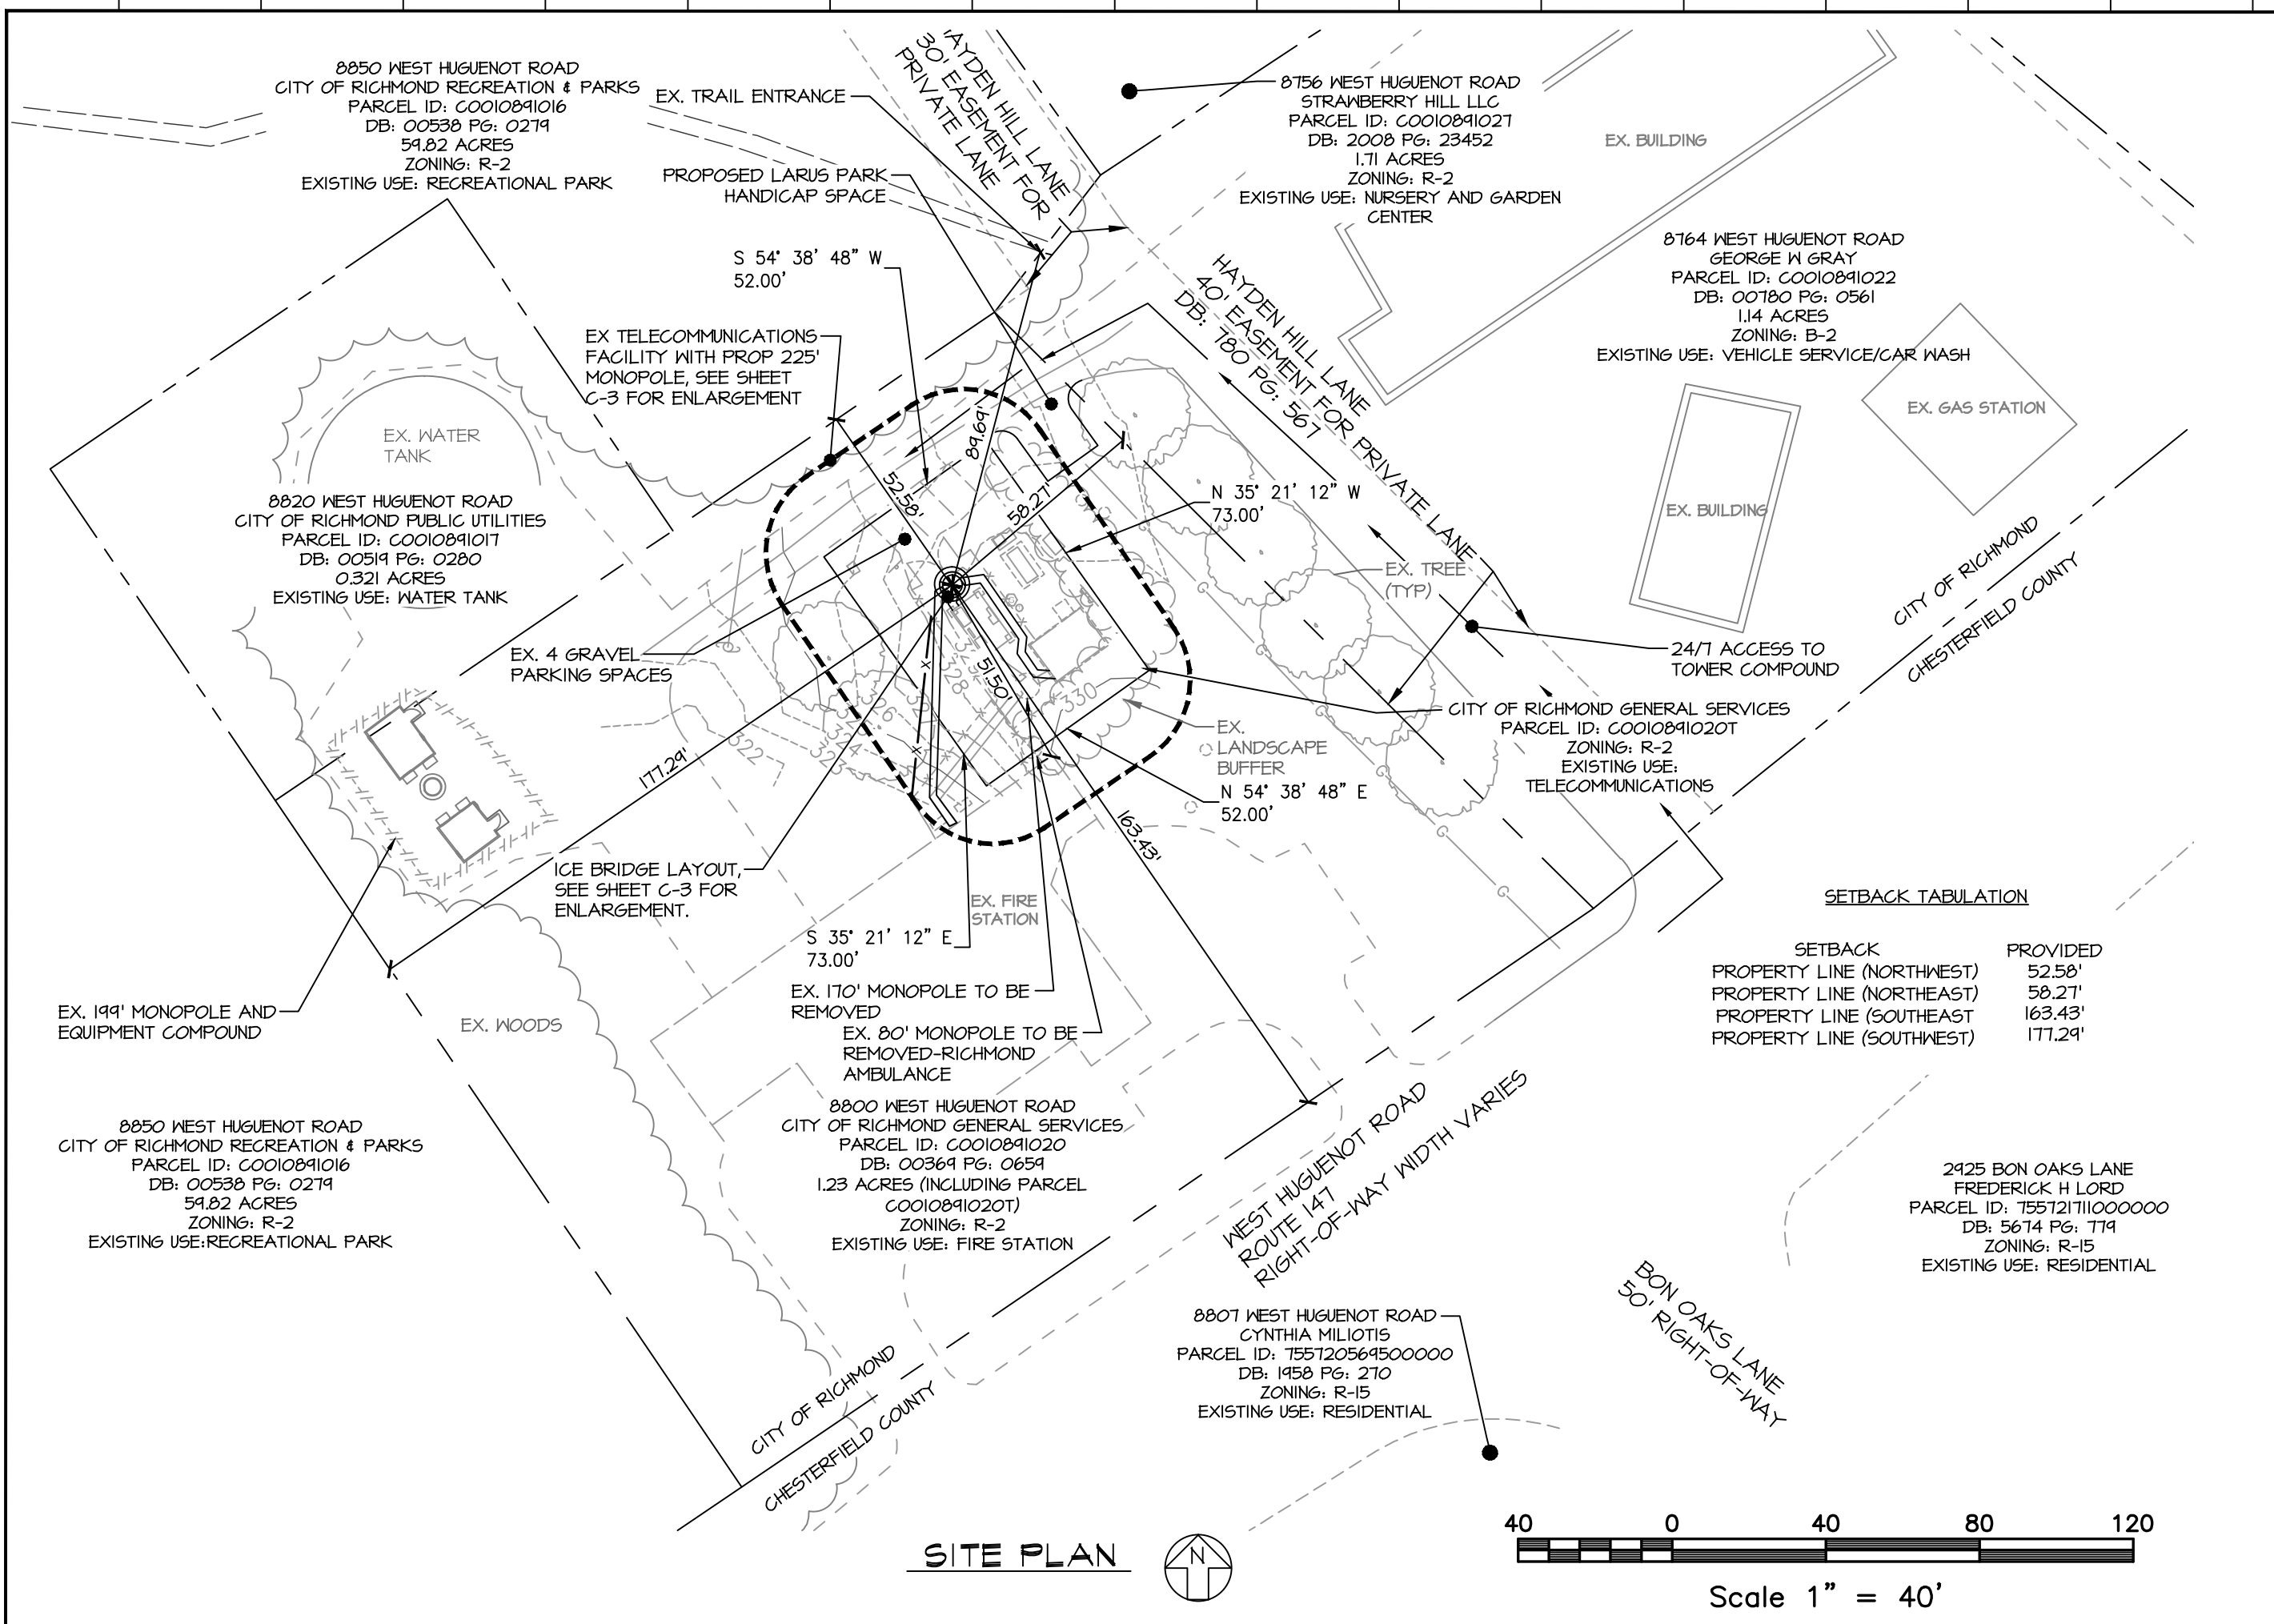 8850 WEST HUGUENOT ROAD
CITY OF RICHMOND RECREATION & PARKS
PARCEL ID: C0010891016
DB: 00538 PG: 0279
59.82 ACRES
ZONING: R-2
EXISTING USE: RECREATIONAL PARK
EX. TRAIL ENTRANCE
PROPOSED LARUS PARK
HANDICAP SPACE
AYDEN HILL LANE
30' EASEMENT FOR
PRIVATE LANE
8756 WEST HUGUENOT ROAD
STRAWBERRY HILL LLC
PARCEL ID: C0010891027
DB: 2008 PG: 23452
1.71 ACRES
ZONING: R-2
EXISTING USE: NURSERY AND GARDEN
CENTER
EX. BUILDING
8764 WEST HUGUENOT ROAD
GEORGE W GRAY
PARCEL ID: C0010891022
DB: 00780 PG: 0561
1.14 ACRES
ZONING: B-2
EXISTING USE: VEHICLE SERVICE/CAR WASH
EX. GAS STATION
EX. BUILDING
S 54° 38' 48" W
52.00'
EX TELECOMMUNICATIONS
FACILITY WITH PROP 225'
MONOPOLE, SEE SHEET
C-3 FOR ENLARGEMENT
HAYDEN HILL LANE
40' EASEMENT FOR PRIVATE LANE
DB: 780 PG: 567
EX. WATER
TANK
8820 WEST HUGUENOT ROAD
CITY OF RICHMOND PUBLIC UTILITIES
PARCEL ID: C0010891017
DB: 00519 PG: 0280
0.321 ACRES
EXISTING USE: WATER TANK
89.69'
52.58'
58.27'
N 35° 21' 12" W
73.00'
EX. TREE
(TYP)
CITY OF RICHMOND
CHESTERFIELD COUNTY
EX. 4 GRAVEL
PARKING SPACES
24/7 ACCESS TO
TOWER COMPOUND
51.50'
328
326
324
323
322
330
G
G
G
G
G
X
X
CITY OF RICHMOND GENERAL SERVICES
PARCEL ID: C0010891020T
ZONING: R-2
EXISTING USE:
TELECOMMUNICATIONS
EX.
LANDSCAPE
BUFFER
N 54° 38' 48" E
52.00'
177.29'
163.43'
ICE BRIDGE LAYOUT,
SEE SHEET C-3 FOR
ENLARGEMENT.
EX. FIRE
STATION
S 35° 21' 12" E
73.00'
EX. 170' MONOPOLE TO BE
REMOVED
EX. 80' MONOPOLE TO BE
REMOVED-RICHMOND
AMBULANCE
EX. 199' MONOPOLE AND
EQUIPMENT COMPOUND
EX. WOODS
SETBACK TABULATION
SETBACK PROVIDED
PROPERTY LINE (NORTHWEST) 52.58'
PROPERTY LINE (NORTHEAST) 58.27'
PROPERTY LINE (SOUTHEAST 163.43'
PROPERTY LINE (SOUTHWEST) 177.29'
8850 WEST HUGUENOT ROAD
CITY OF RICHMOND RECREATION & PARKS
PARCEL ID: C0010891016
DB: 00538 PG: 0279
59.82 ACRES
ZONING: R-2
EXISTING USE:RECREATIONAL PARK
8800 WEST HUGUENOT ROAD
CITY OF RICHMOND GENERAL SERVICES
PARCEL ID: C0010891020
DB: 00369 PG: 0659
1.23 ACRES (INCLUDING PARCEL
C0010891020T)
ZONING: R-2
EXISTING USE: FIRE STATION
WEST HUGUENOT ROAD
ROUTE 147
RIGHT-OF-WAY WIDTH VARIES
2925 BON OAKS LANE
FREDERICK H LORD
PARCEL ID: 755721711000000
DB: 5674 PG: 779
ZONING: R-15
EXISTING USE: RESIDENTIAL
BON OAKS LANE
50' RIGHT-OF-WAY
8807 WEST HUGUENOT ROAD
CYNTHIA MILIOTIS
PARCEL ID: 755720569500000
DB: 1958 PG: 270
ZONING: R-15
EXISTING USE: RESIDENTIAL
CITY OF RICHMOND
CHESTERFIELD COUNTY
SITE PLAN
N
40 0 40 80 120
Scale 1" = 40'